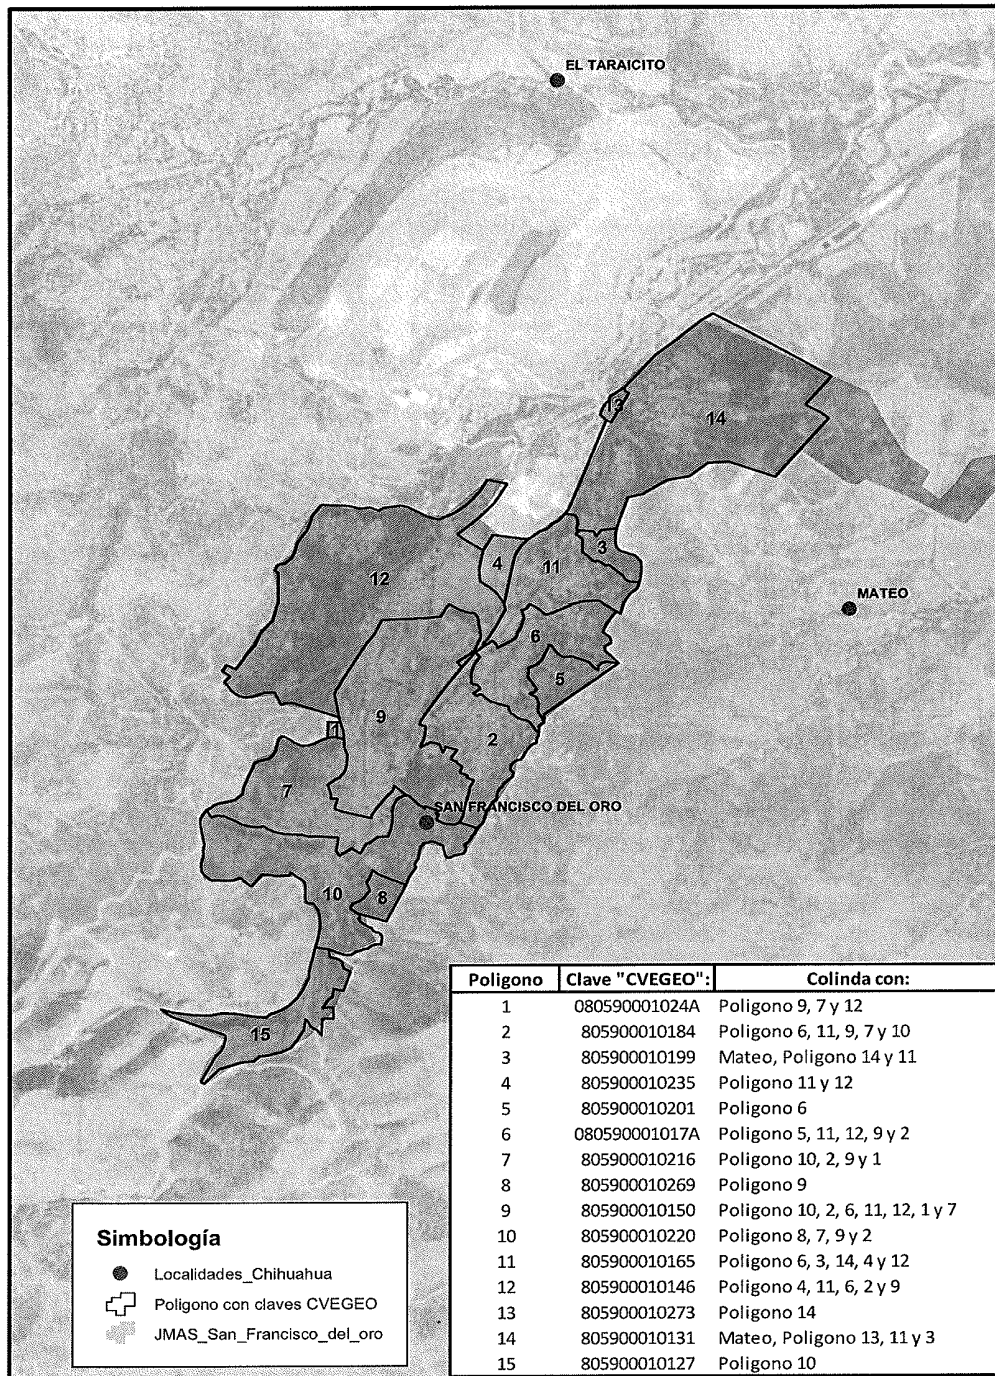 EL TARAICITO
13
14
3
4
11
12
MATEO
6
5
9
1
2
7
SAN FRANCISCO DEL ORO
10
8
15
Poligono Clave "CVEGEO": Colinda con:
1 080590001024A Poligono 9, 7 y 12
2 805900010184 Poligono 6, 11, 9, 7 y 10
3 805900010199 Mateo, Poligono 14 y 11
4 805900010235 Poligono 11 y 12
5 805900010201 Poligono 6
6 080590001017A Poligono 5, 11, 12, 9 y 2
7 805900010216 Poligono 10, 2, 9 y 1
8 805900010269 Poligono 9
9 805900010150 Poligono 10, 2, 6, 11, 12, 1 y 7
10 805900010220 Poligono 8, 7, 9 y 2
11 805900010165 Poligono 6, 3, 14, 4 y 12
12 805900010146 Poligono 4, 11, 6, 2 y 9
13 805900010273 Poligono 14
14 805900010131 Mateo, Poligono 13, 11 y 3
15 805900010127 Poligono 10
Simbología
Localidades_Chihuahua
Poligono con claves CVEGEO
JMAS_San_Francisco_del_oro